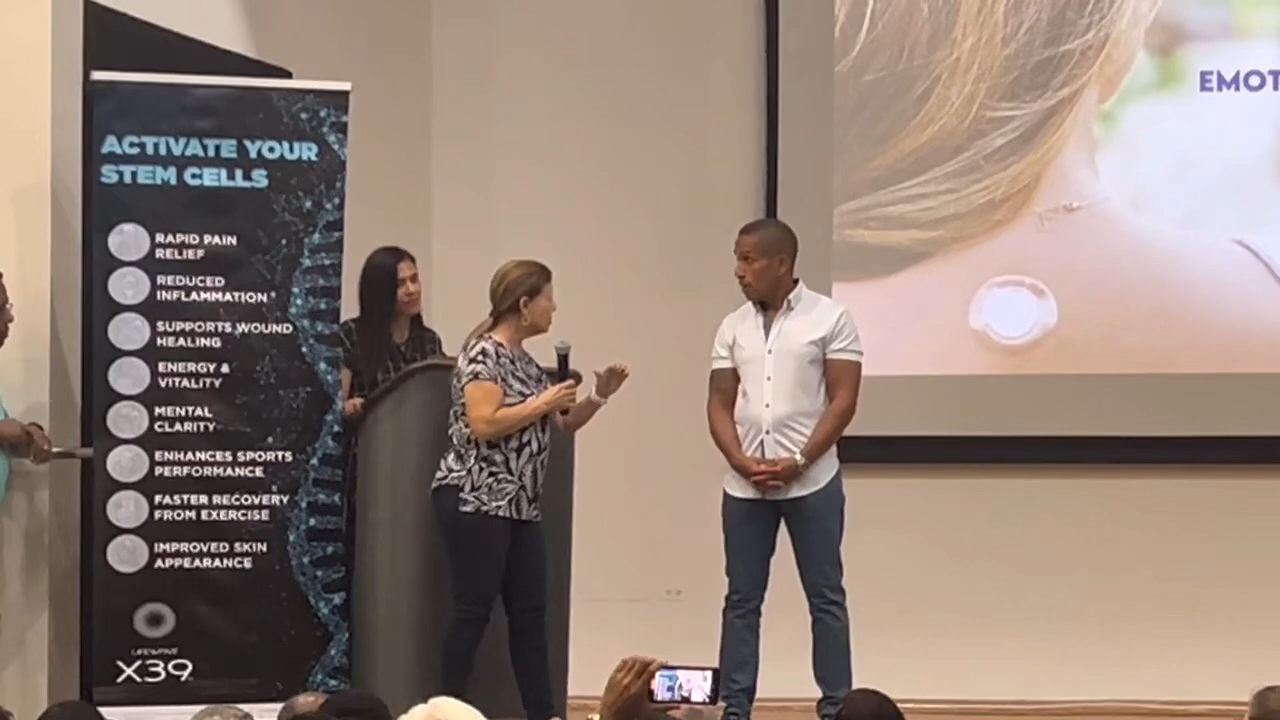 ACTIVATE YOUR
STEM CELLS
RAPID PAIN
RELIEF
REDUCED
INFLAMMATION
SUPPORTS WOUND
HEALING
ENERGY &
VITALITY
MENTAL
CLARITY
ENHANCES SPORTS
PERFORMANCE
FASTER RECOVERY
FROM EXERCISE
IMPROVED SKIN
APPEARANCE
LIFEWAVE
X39
EMOT